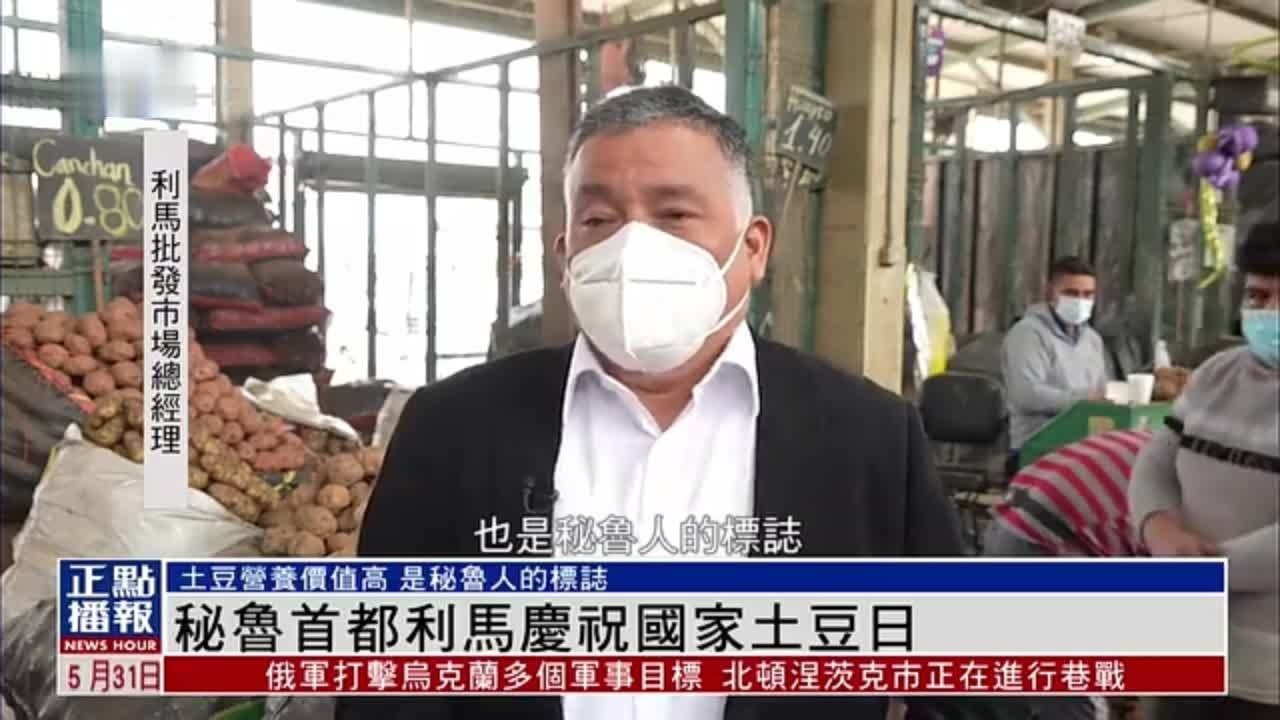 Canchan
0.80
1.40
利馬批發市場總經理
也是秘魯人的標誌
正點播報
NEWS HOUR
土豆營養價值高 是秘魯人的標誌
秘魯首都利馬慶祝國家土豆日
5月31日
俄軍打擊烏克蘭多個軍事目標 北頓涅茨克市正在進行巷戰